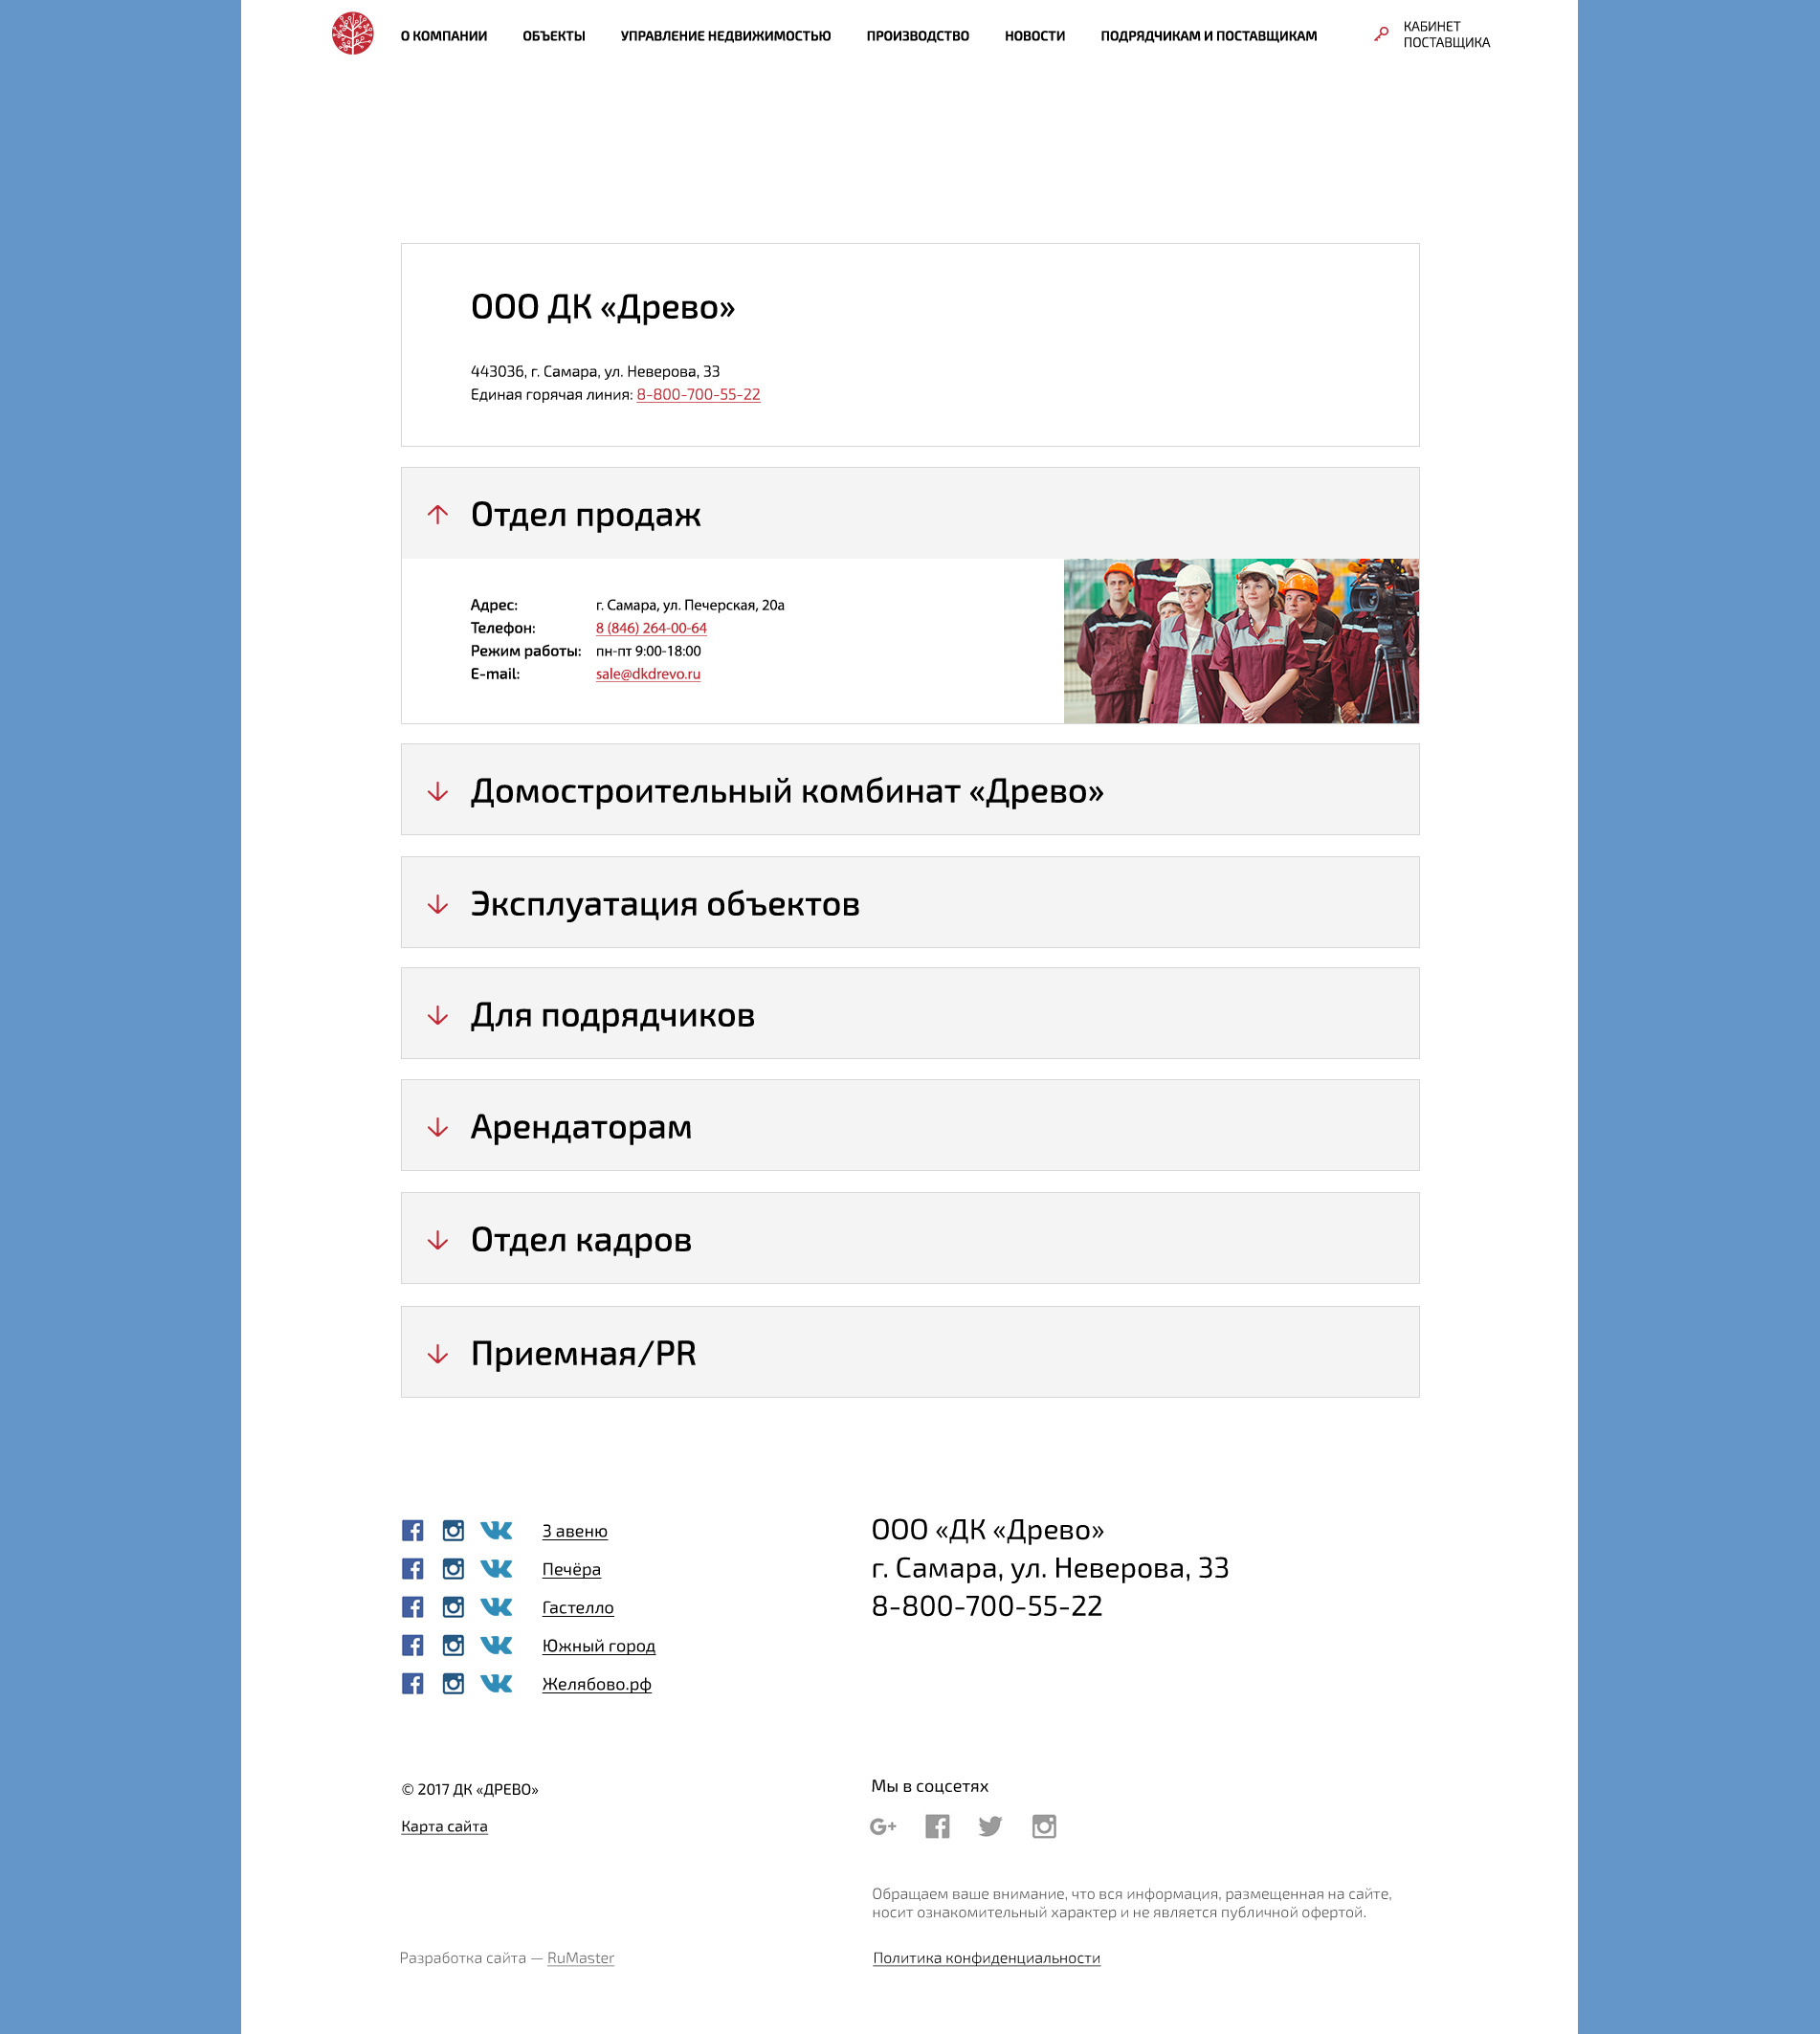 О КОМПАНИИ
ОБЪЕКТЫ
УПРАВЛЕНИЕ НЕДВИЖИМОСТЬЮ
ПРОИЗВОДСТВО
НОВОСТИ
ПОДРЯДЧИКАМ И ПОСТАВЩИКАМ
КАБИНЕТ
ПОСТАВЩИКА
ООО ДК «Древо»
443036, г. Самара, ул. Неверова, 33
Единая горячая линия: 8-800-700-55-22
Отдел продаж
Адрес: г. Самара, ул. Печерская, 20а
Телефон: 8 (846) 264-00-64
Режим работы: пн-пт 9:00-18:00
E-mail: sale@dkdrevo.ru
Домостроительный комбинат «Древо»
Эксплуатация объектов
Для подрядчиков
Арендаторам
Отдел кадров
Приемная/PR
3 авеню
Печёра
Гастелло
Южный город
Желябово.рф
ООО «ДК «Древо»
г. Самара, ул. Неверова, 33
8-800-700-55-22
© 2017 ДК «ДРЕВО»
Карта сайта
Мы в соцсетях
Обращаем ваше внимание, что вся информация, размещенная на сайте,
носит ознакомительный характер и не является публичной офертой.
Разработка сайта — RuMaster
Политика конфиденциальности